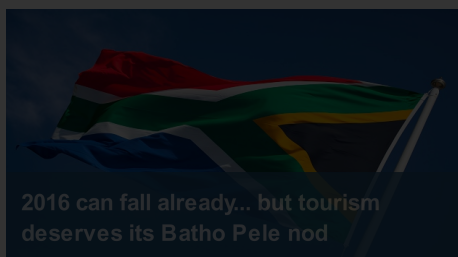 2016 can fall already... but tourism
deserves its Batho Pele nod